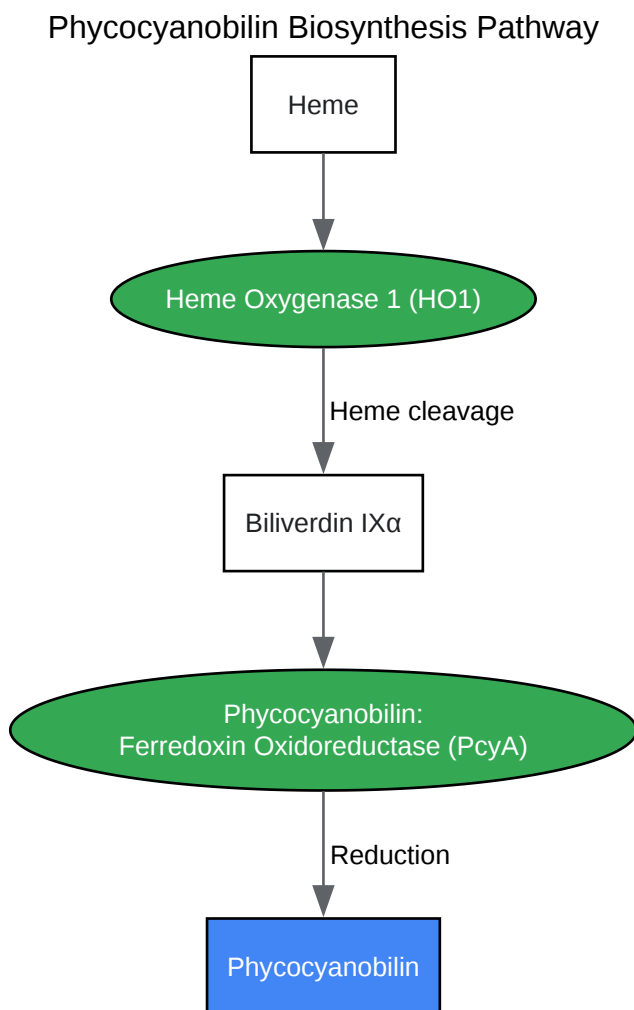 Phycocyanobilin Biosynthesis Pathway
Heme
Heme Oxygenase 1 (HO1)
Heme cleavage
Biliverdin IXα
Phycocyanobilin:
Ferredoxin Oxidoreductase (PcyA)
Reduction
Phycocyanobilin